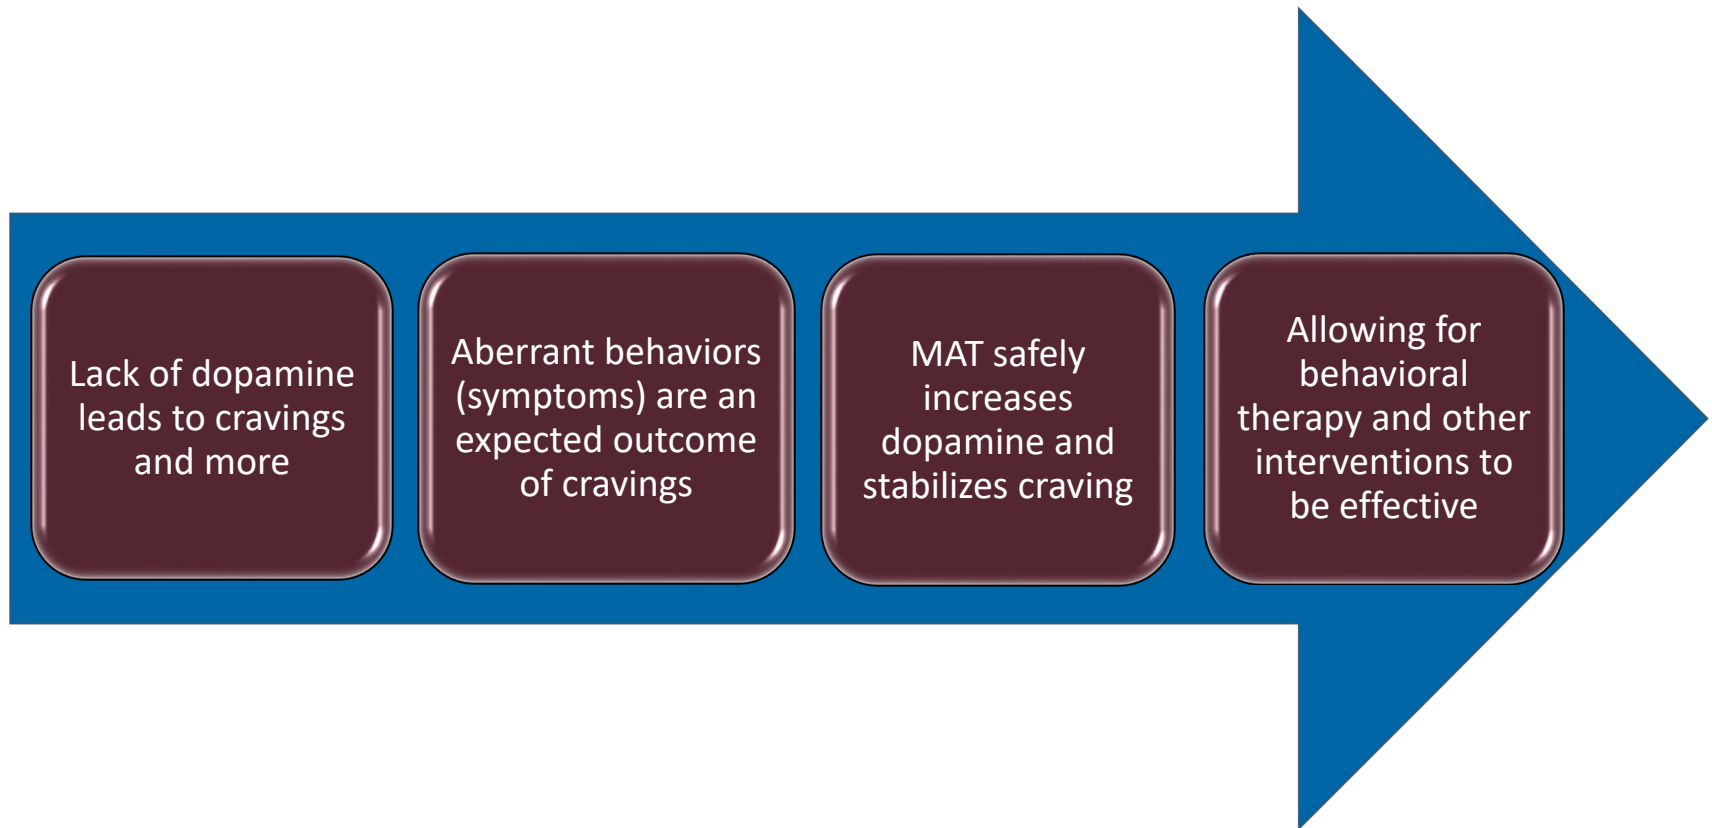 Lack of dopamine
leads to cravings
and more
Aberrant behaviors
(symptoms) are an
expected outcome
of cravings
MAT safely
increases
dopamine and
stabilizes craving
Allowing for
behavioral
therapy and other
interventions to
be effective